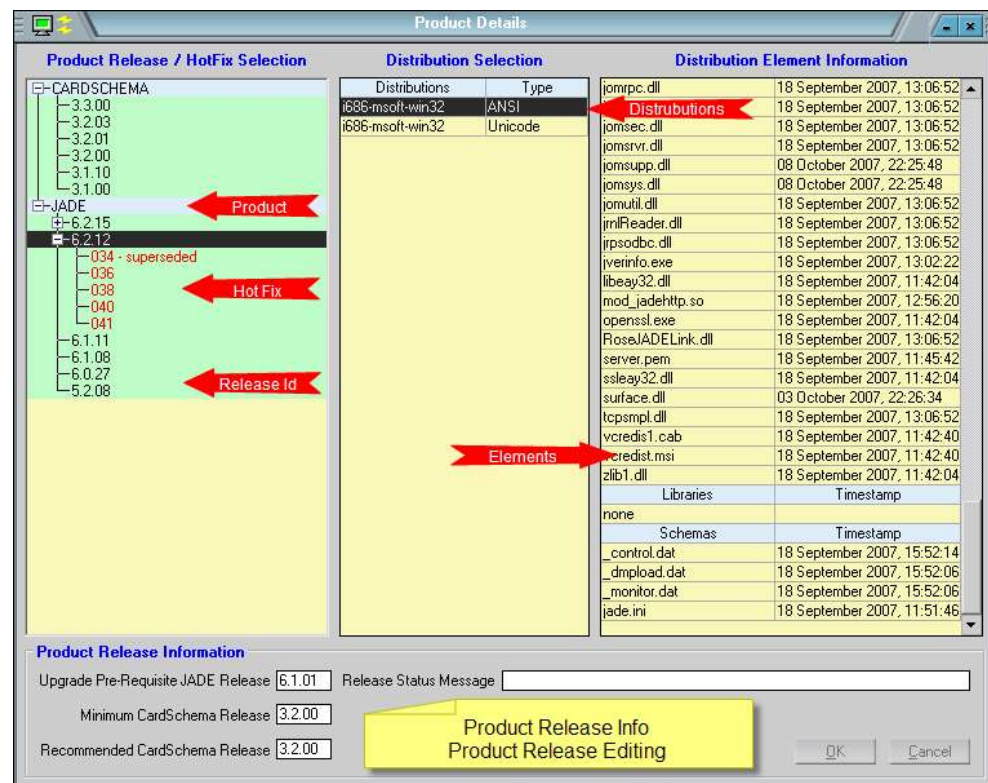 Product Details
Product Release / HotFix Selection
Distribution Selection
Distribution Element Information
CARDSCHEMA
3.3.00
3.2.03
3.2.01
3.2.00
3.1.10
3.1.00
JADE
Product
6.2.15
6.2.12
034 - superseded
036
038
Hot Fix
040
041
6.1.11
6.1.08
6.0.27
Release Id
5.2.08
Distributions Type
i686-msoft-win32 ANSI
i686-msoft-win32 Unicode
Distrubutions
Elements
jomrpc.dll 18 September 2007, 13:06:52
18 September 2007, 13:06:52
jomsec.dll 18 September 2007, 13:06:52
jomsrvr.dll 18 September 2007, 13:06:52
jomsupp.dll 08 October 2007, 22:25:48
jomsys.dll 08 October 2007, 22:25:48
jomutil.dll 18 September 2007, 13:06:52
jrnlReader.dll 18 September 2007, 13:06:52
jrpsodbc.dll 18 September 2007, 13:06:52
jverinfo.exe 18 September 2007, 13:02:22
libeay32.dll 18 September 2007, 11:42:04
mod_jadehttp.so 18 September 2007, 12:56:20
openssl.exe 18 September 2007, 11:42:04
RoseJADELink.dll 18 September 2007, 13:06:52
server.pem 18 September 2007, 11:45:42
ssleay32.dll 18 September 2007, 11:42:04
surface.dll 03 October 2007, 22:26:34
tcpsmpl.dll 18 September 2007, 13:06:52
vcredis1.cab 18 September 2007, 11:42:40
vcredist.msi 18 September 2007, 11:42:40
zlib1.dll 18 September 2007, 11:42:04
Libraries Timestamp
none
Schemas Timestamp
_control.dat 18 September 2007, 15:52:14
_dmpload.dat 18 September 2007, 15:52:06
_monitor.dat 18 September 2007, 15:52:06
jade.ini 18 September 2007, 11:51:46
Product Release Information
Upgrade Pre-Requisite JADE Release 6.1.01 Release Status Message
Minimum CardSchema Release 3.2.00
Recommended CardSchema Release 3.2.00
Product Release Info
Product Release Editing
OK Cancel